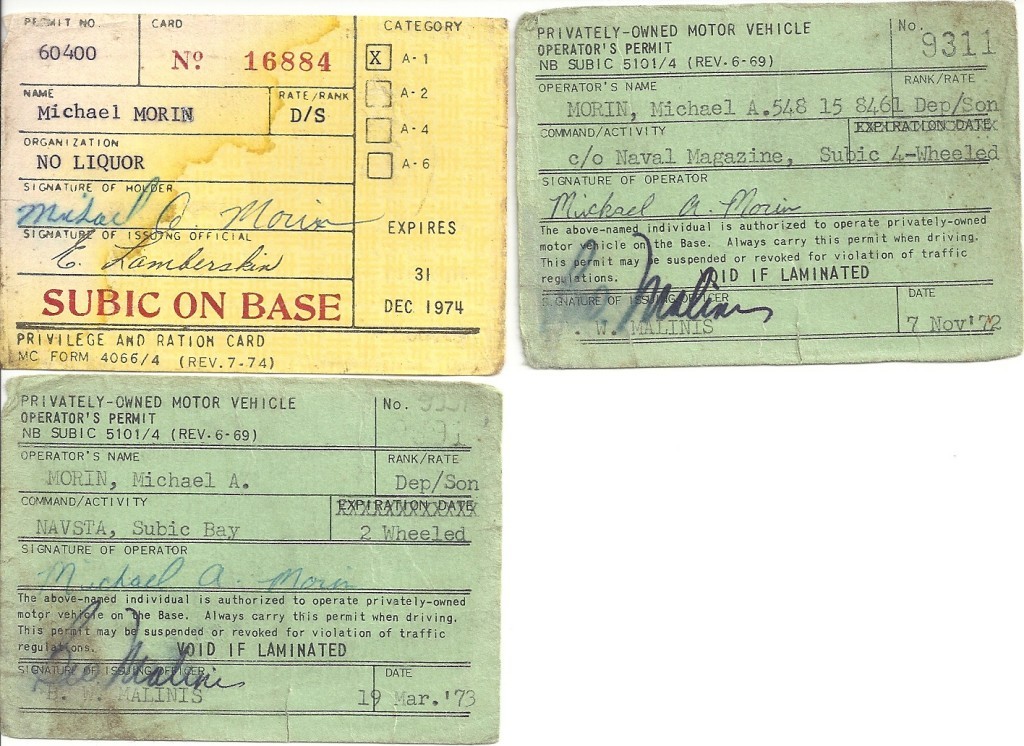 PERMIT NO.
60400
CARD
Nº 16884
NAME
Michael MORIN
RATE/RANK
D/S
ORGANIZATION
NO LIQUOR
SIGNATURE OF HOLDER
Michael A Morin
SIGNATURE OF ISSUING OFFICIAL
E. Lamberskin
SUBIC ON BASE
CATEGORY
X A-1
A-2
A-4
A-6
EXPIRES
31
DEC 1974
PRIVILEGE AND RATION CARD
MC FORM 4066/4 (REV.7-74)
PRIVATELY-OWNED MOTOR VEHICLE
OPERATOR'S PERMIT
NB SUBIC 5101/4 (REV.6-69)
No.
9311
OPERATOR'S NAME
RANK/RATE
MORIN, Michael A.548 15 8461 Dep/Son
COMMAND/ACTIVITY
EXPIRATION DATE
c/o Naval Magazine, Subic 4-Wheeled
SIGNATURE OF OPERATOR
Michael A. Morin
The above-named individual is authorized to operate privately-owned
motor vehicle on the Base. Always carry this permit when driving.
This permit may be suspended or revoked for violation of traffic
regulations. VOID IF LAMINATED
SIGNATURE OF ISSUING OFFICER
Malinis
W. MALINIS
DATE
7 Nov'72
PRIVATELY-OWNED MOTOR VEHICLE
OPERATOR'S PERMIT
NB SUBIC 5101/4 (REV.6-69)
No.
OPERATOR'S NAME
RANK/RATE
MORIN, Michael A.
Dep/Son
COMMAND/ACTIVITY
EXPIRATION DATE
NAVSTA, Subic Bay
2 Wheeled
SIGNATURE OF OPERATOR
Michael A. Morin
The above-named individual is authorized to operate privately-owned
motor vehicle on the Base. Always carry this permit when driving.
This permit may be suspended or revoked for violation of traffic
regulations. VOID IF LAMINATED
SIGNATURE OF ISSUING OFFICER
Malinis
B. W. MALINIS
DATE
19 Mar.'73